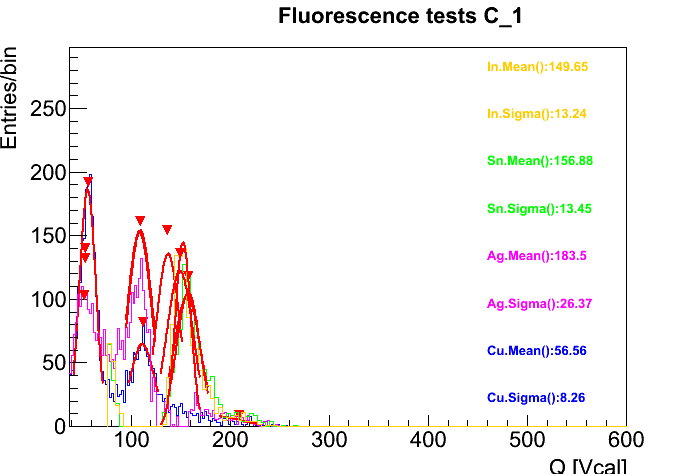 Fluorescence tests C_1
Entries/bin
250
200
150
100
50
0
100
200
300
400
500
600
Q [Vcal]
In.Mean():149.65
In.Sigma():13.24
Sn.Mean():156.88
Sn.Sigma():13.45
Ag.Mean():183.5
Ag.Sigma():26.37
Cu.Mean():56.56
Cu.Sigma():8.26